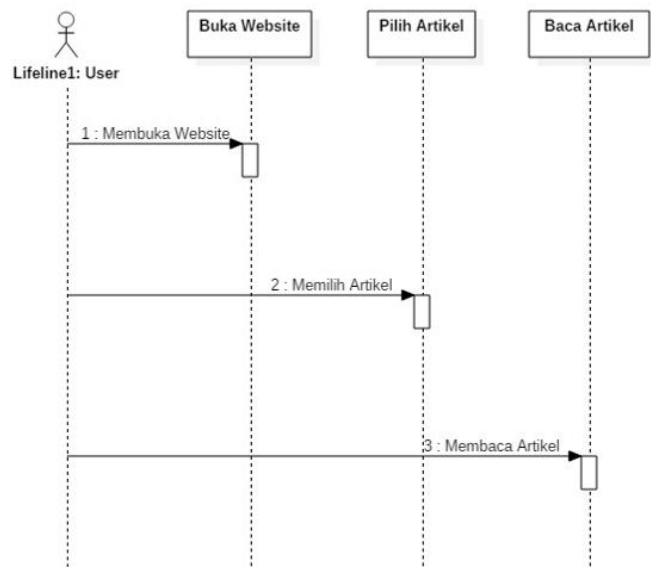 Buka Website
Pilih Artikel
Baca Artikel
Lifeline1: User
1 : Membuka Website
2 : Memilih Artikel
3 : Membaca Artikel